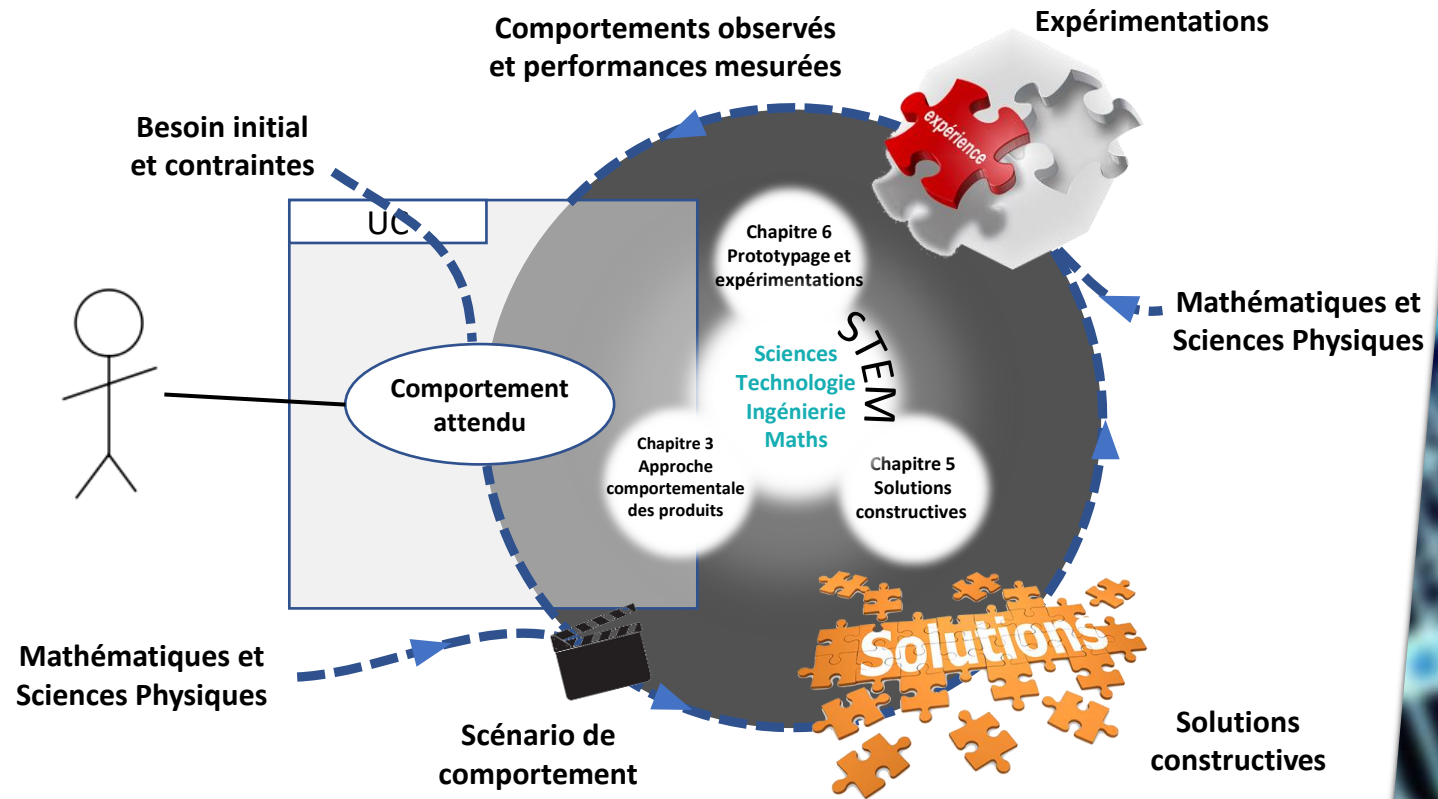 Comportements observés
et performances mesurées
Expérimentations
expérience
Besoin initial
et contraintes
UC
Chapitre 6
Prototypage et
expérimentations
Mathématiques et
Sciences Physiques
STEM
Sciences
Technologie
Ingénierie
Maths
Comportement
attendu
Chapitre 3
Approche
comportementale
des produits
Chapitre 5
Solutions
constructives
Solutions
Mathématiques et
Sciences Physiques
Scénario de
comportement
Solutions
constructives